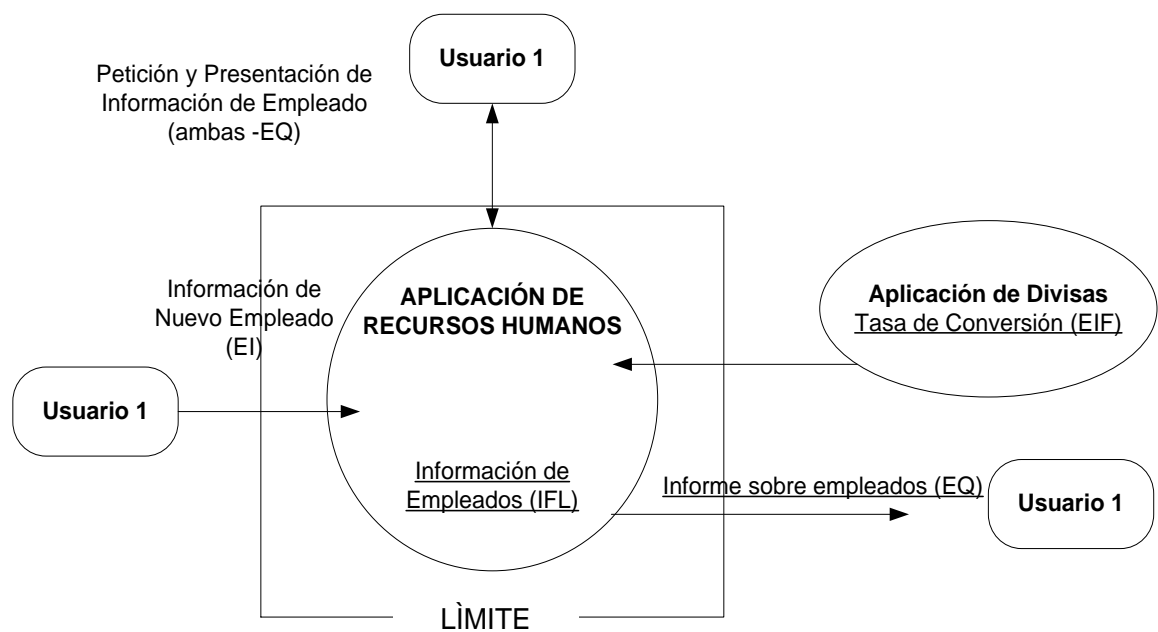 Usuario 1
Petición y Presentación de
Información de Empleado
(ambas -EQ)
Información de
Nuevo Empleado
(EI)
APLICACIÓN DE
RECURSOS HUMANOS
Aplicación de Divisas
Tasa de Conversión (EIF)
Usuario 1
Información de
Empleados (IFL)
Informe sobre empleados (EQ)
Usuario 1
LÌMITE